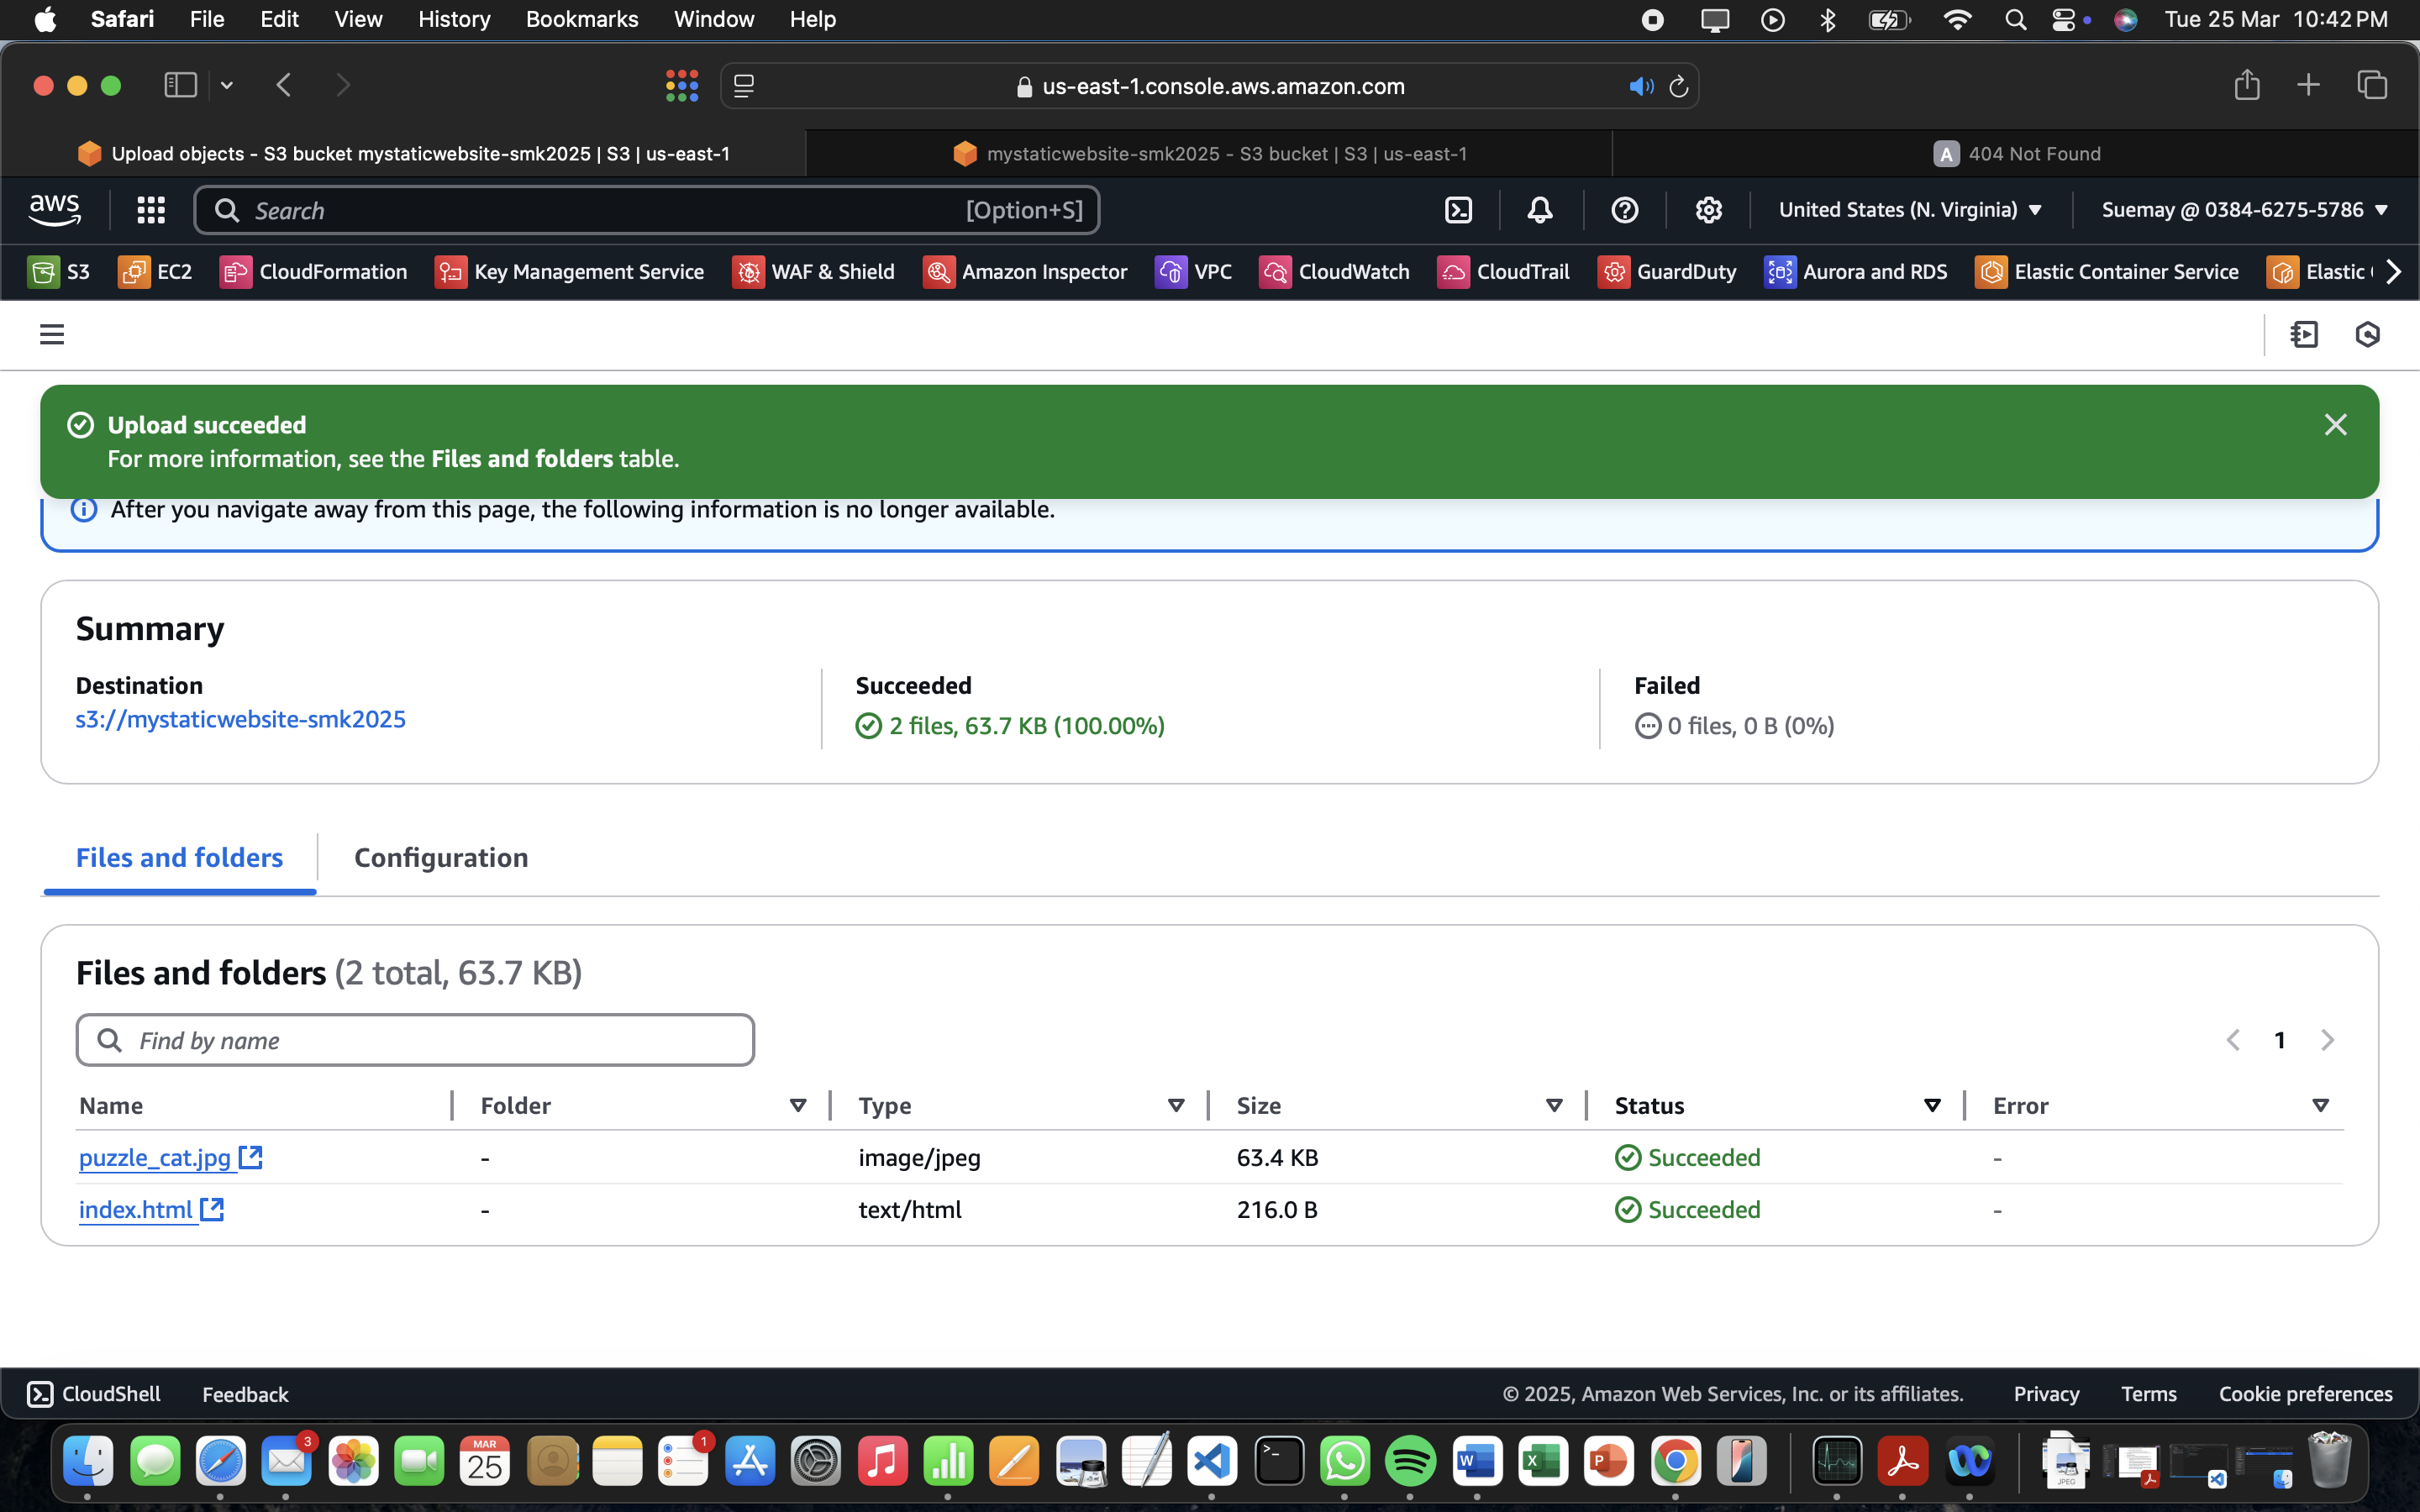 Safari File Edit View History Bookmarks Window Help Tue 25 Mar 10:42 PM
us-east-1.console.aws.amazon.com
Upload objects - S3 bucket mystaticwebsite-smk2025 | S3 | us-east-1
mystaticwebsite-smk2025 - S3 bucket | S3 | us-east-1
A 404 Not Found
aws Search [Option+S] United States (N. Virginia) Suemay @ 0384-6275-5786
S3 EC2 CloudFormation Key Management Service WAF & Shield Amazon Inspector VPC CloudWatch CloudTrail GuardDuty Aurora and RDS Elastic Container Service Elastic
Upload succeeded
For more information, see the Files and folders table.
After you navigate away from this page, the following information is no longer available.
Summary
Destination Succeeded Failed
s3://mystaticwebsite-smk2025 2 files, 63.7 KB (100.00%) 0 files, 0 B (0%)
Files and folders Configuration
Files and folders (2 total, 63.7 KB)
Find by name 1
Name Folder Type Size Status Error
puzzle_cat.jpg - image/jpeg 63.4 KB Succeeded -
index.html - text/html 216.0 B Succeeded -
CloudShell Feedback © 2025, Amazon Web Services, Inc. or its affiliates. Privacy Terms Cookie preferences
3 MAR 25 1 W X P JPEG